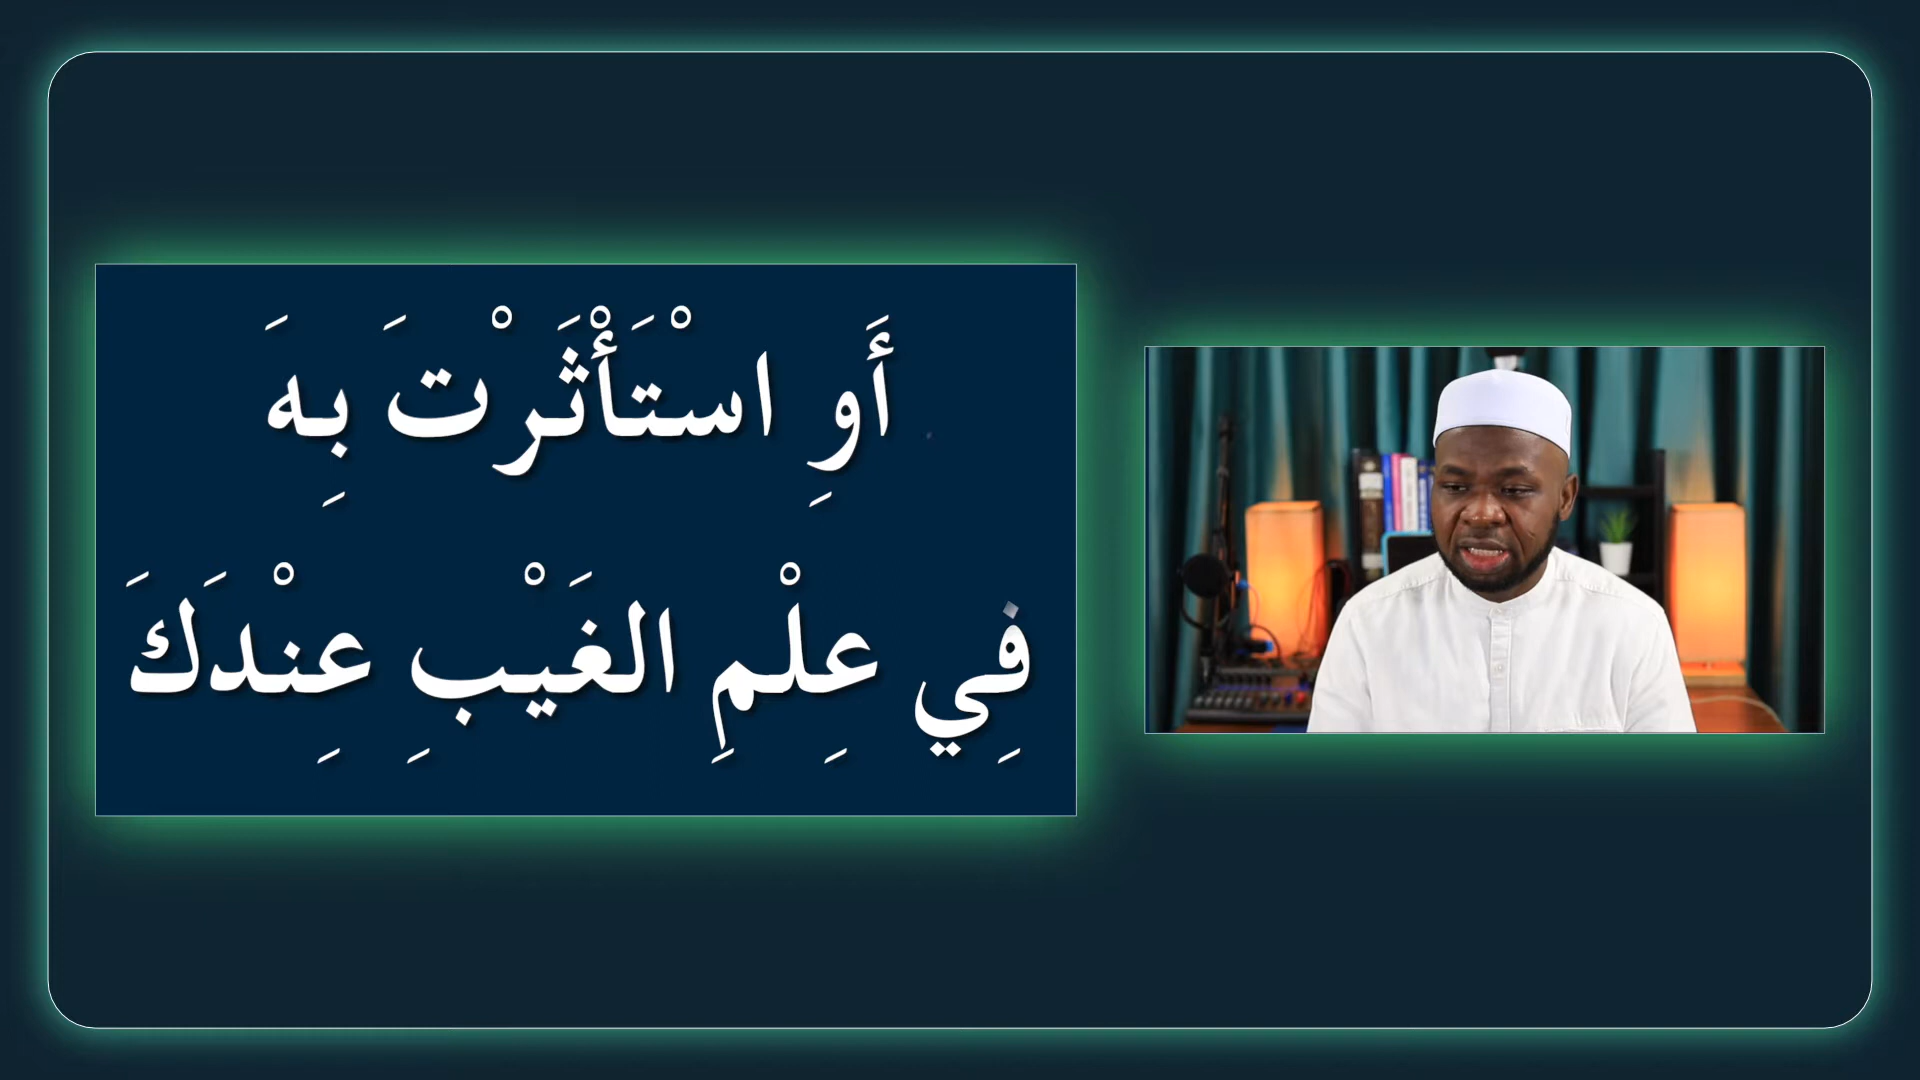 أَوِ اسْتَأْثَرْتَ بِهَ
فِي عِلْمِ الغَيْبِ عِنْدَكَ